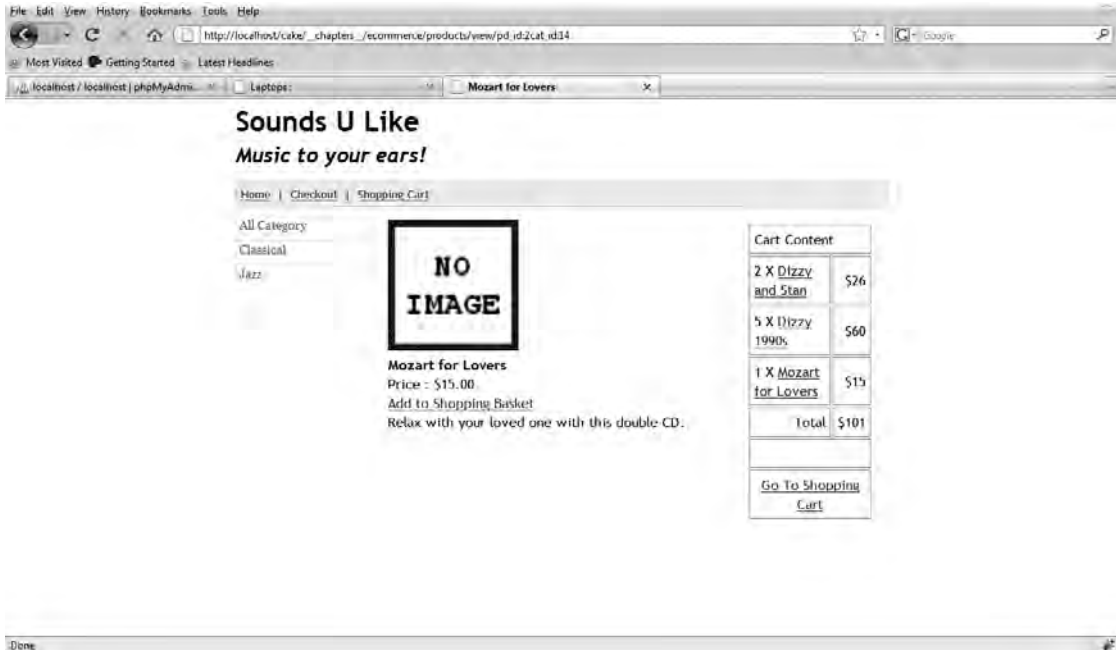 File Edit View History Bookmarks Tools Help
http://localhost/cake/_chapters_/ecommerce/products/view/pd_id:2cat_id:14
Google
Most Visited Getting Started Latest Headlines
localhost / localhost | phpMyAdmi...
Laptops:
Mozart for Lovers
Sounds U Like
Music to your ears!
Home | Checkout | Shopping Cart
All Category
Classical
Jazz
NO
IMAGE
Mozart for Lovers
Price : $15.00
Add to Shopping Basket
Relax with your loved one with this double CD.
Cart Content
2 X Dizzy
and Stan
$26
5 X Dizzy
1990s
$60
1 X Mozart
for Lovers
$15
Total $101
Go To Shopping
Cart
Done